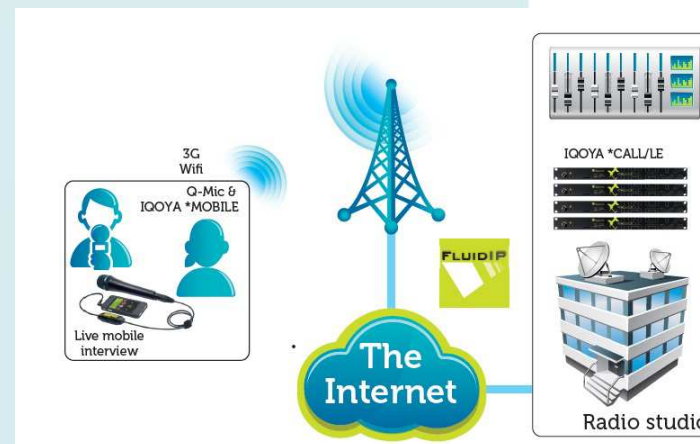 3G
Wifi
Q-Mic &
IQOYA *MOBILE
Live mobile
interview
FLUIDIP
The
Internet
IQOYA *CALL/LE
Radio studio